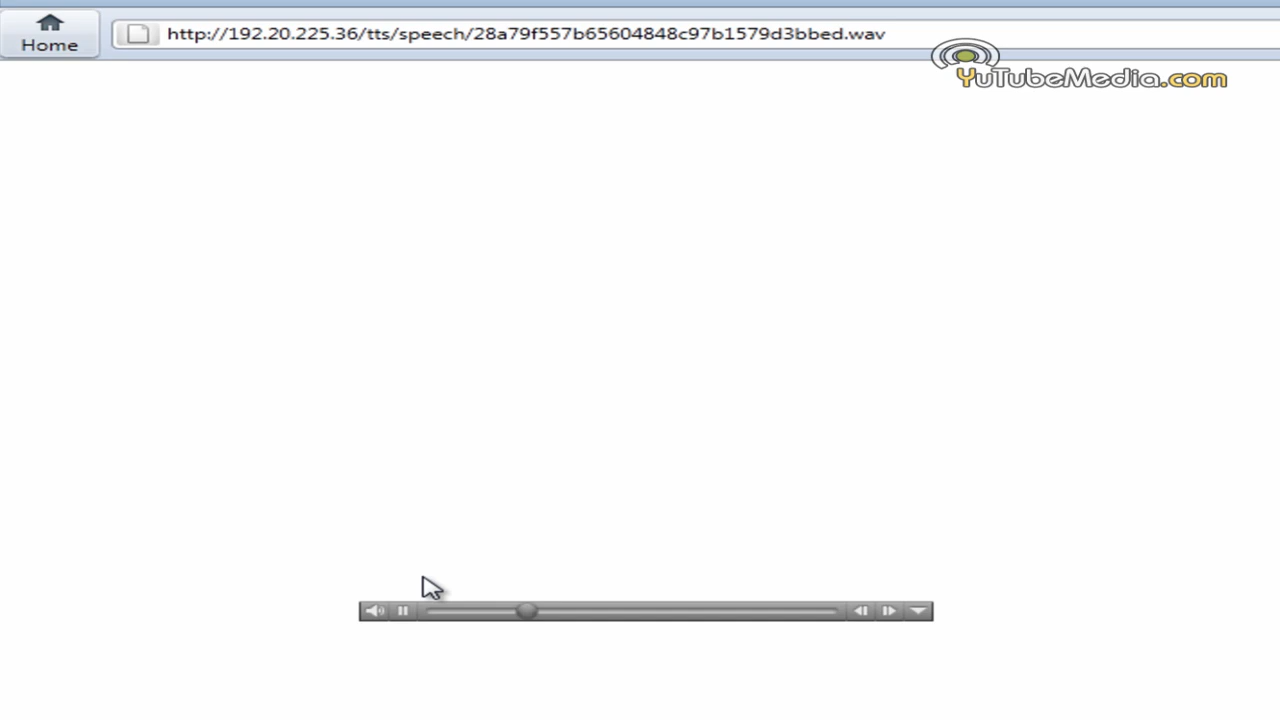 http://192.20.225.36/tts/speech/28a79f557b65604848c97b1579d3bbed.wav
Home
YuTubeMedia.com